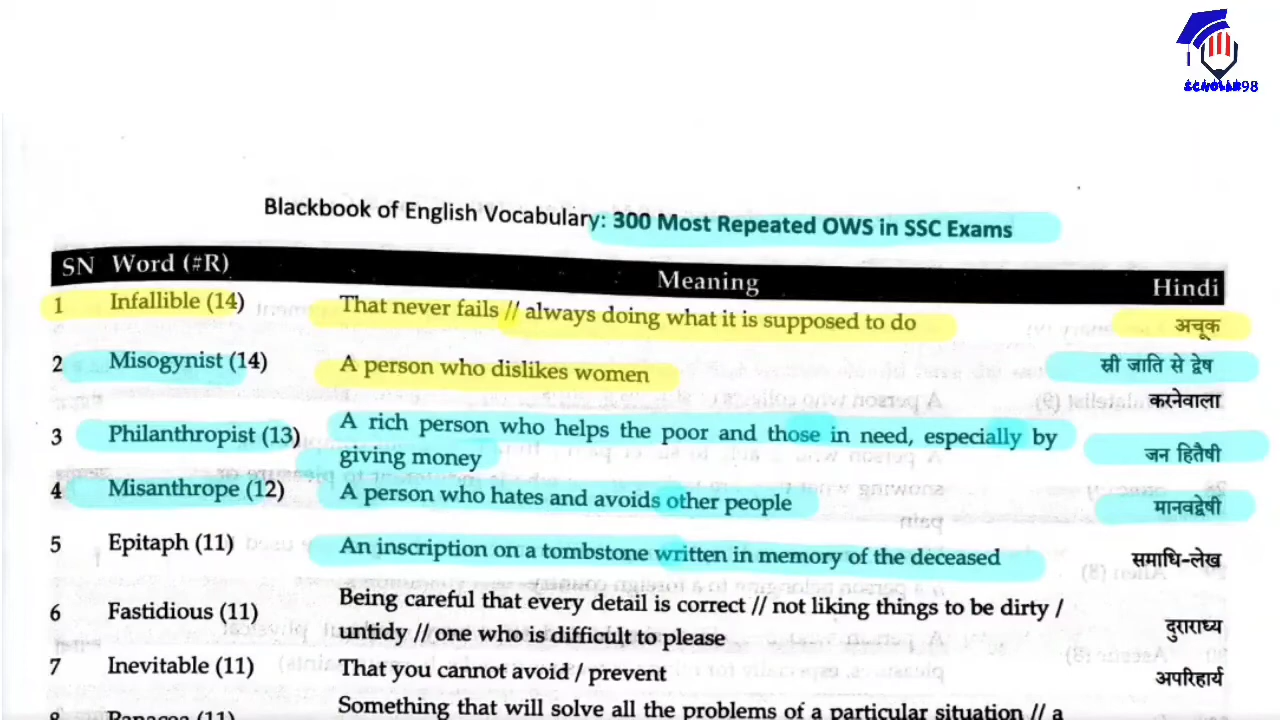 SCHOLAR98
Blackbook of English Vocabulary: 300 Most Repeated OWS in SSC Exams
SN Word (#R) Meaning Hindi
1 Infallible (14) That never fails // always doing what it is supposed to do अचूक
2 Misogynist (14) A person who dislikes women स्री जाति से द्वेष
करनेवाला
3 Philanthropist (13) A rich person who helps the poor and those in need, especially by
giving money जन हितैषी
4 Misanthrope (12) A person who hates and avoids other people मानवद्वेषी
5 Epitaph (11) An inscription on a tombstone written in memory of the deceased समाधि-लेख
6 Fastidious (11) Being careful that every detail is correct // not liking things to be dirty /
untidy // one who is difficult to please दुराराध्य
7 Inevitable (11) That you cannot avoid / prevent अपरिहार्य
8 Panacea (11) Something that will solve all the problems of a particular situation // a